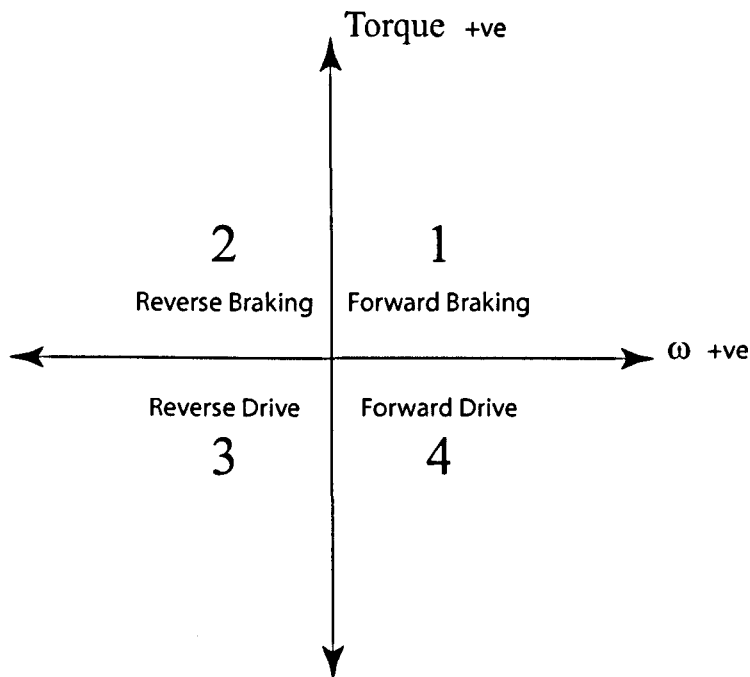 Torque +ve
2
1
Reverse Braking
Forward Braking
ω +ve
Reverse Drive
Forward Drive
3
4